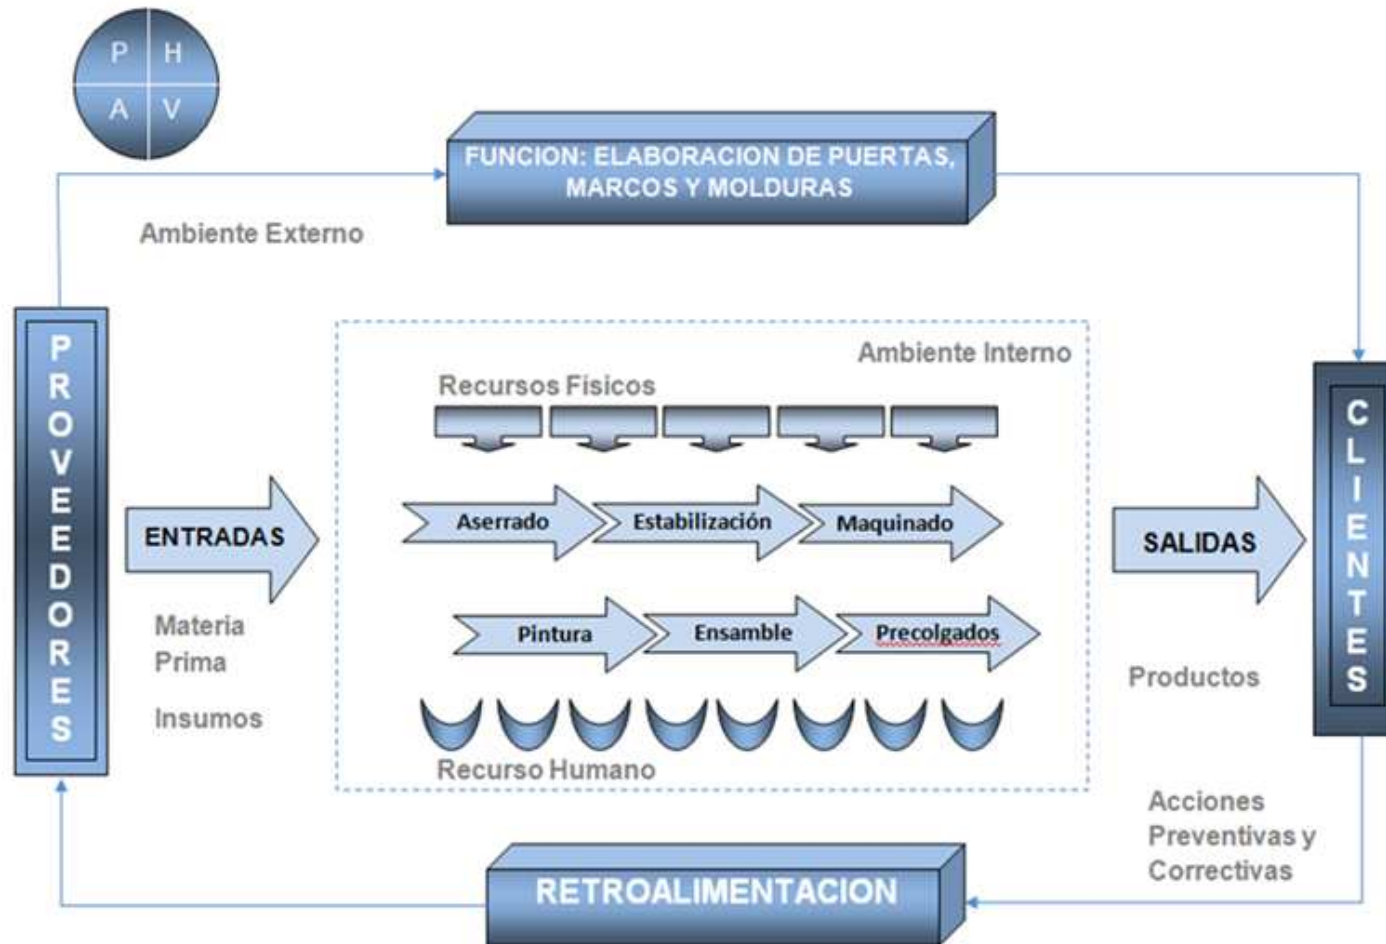 P H
A V
FUNCION: ELABORACION DE PUERTAS,
MARCOS Y MOLDURAS
Ambiente Externo
PROVEEDORES
Ambiente Interno
Recursos Físicos
CLIENTES
Aserrado Estabilización Maquinado
ENTRADAS
SALIDAS
Materia
Prima
Insumos
Pintura Ensamble Precolgados
Productos
Recurso Humano
Acciones
Preventivas y
Correctivas
RETROALIMENTACION